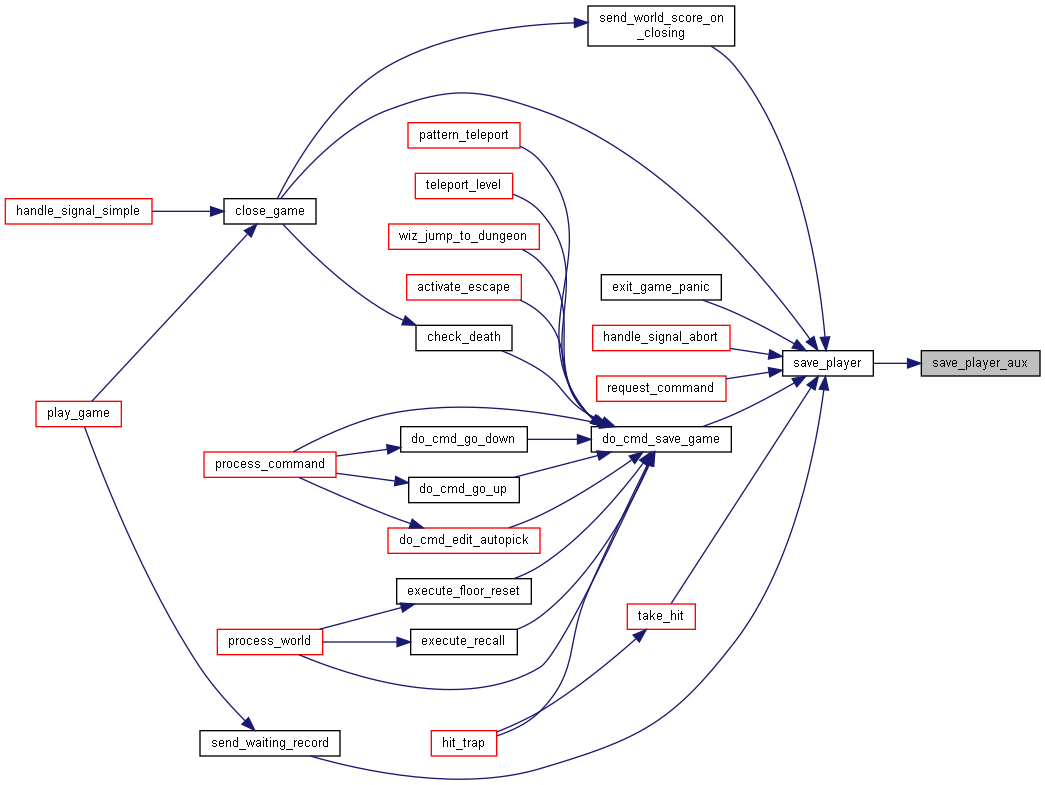 send_world_score_on
_closing
pattern_teleport
teleport_level
handle_signal_simple
close_game
wiz_jump_to_dungeon
activate_escape
exit_game_panic
check_death
handle_signal_abort
save_player
save_player_aux
request_command
play_game
do_cmd_go_down
do_cmd_save_game
process_command
do_cmd_go_up
do_cmd_edit_autopick
execute_floor_reset
take_hit
process_world
execute_recall
send_waiting_record
hit_trap